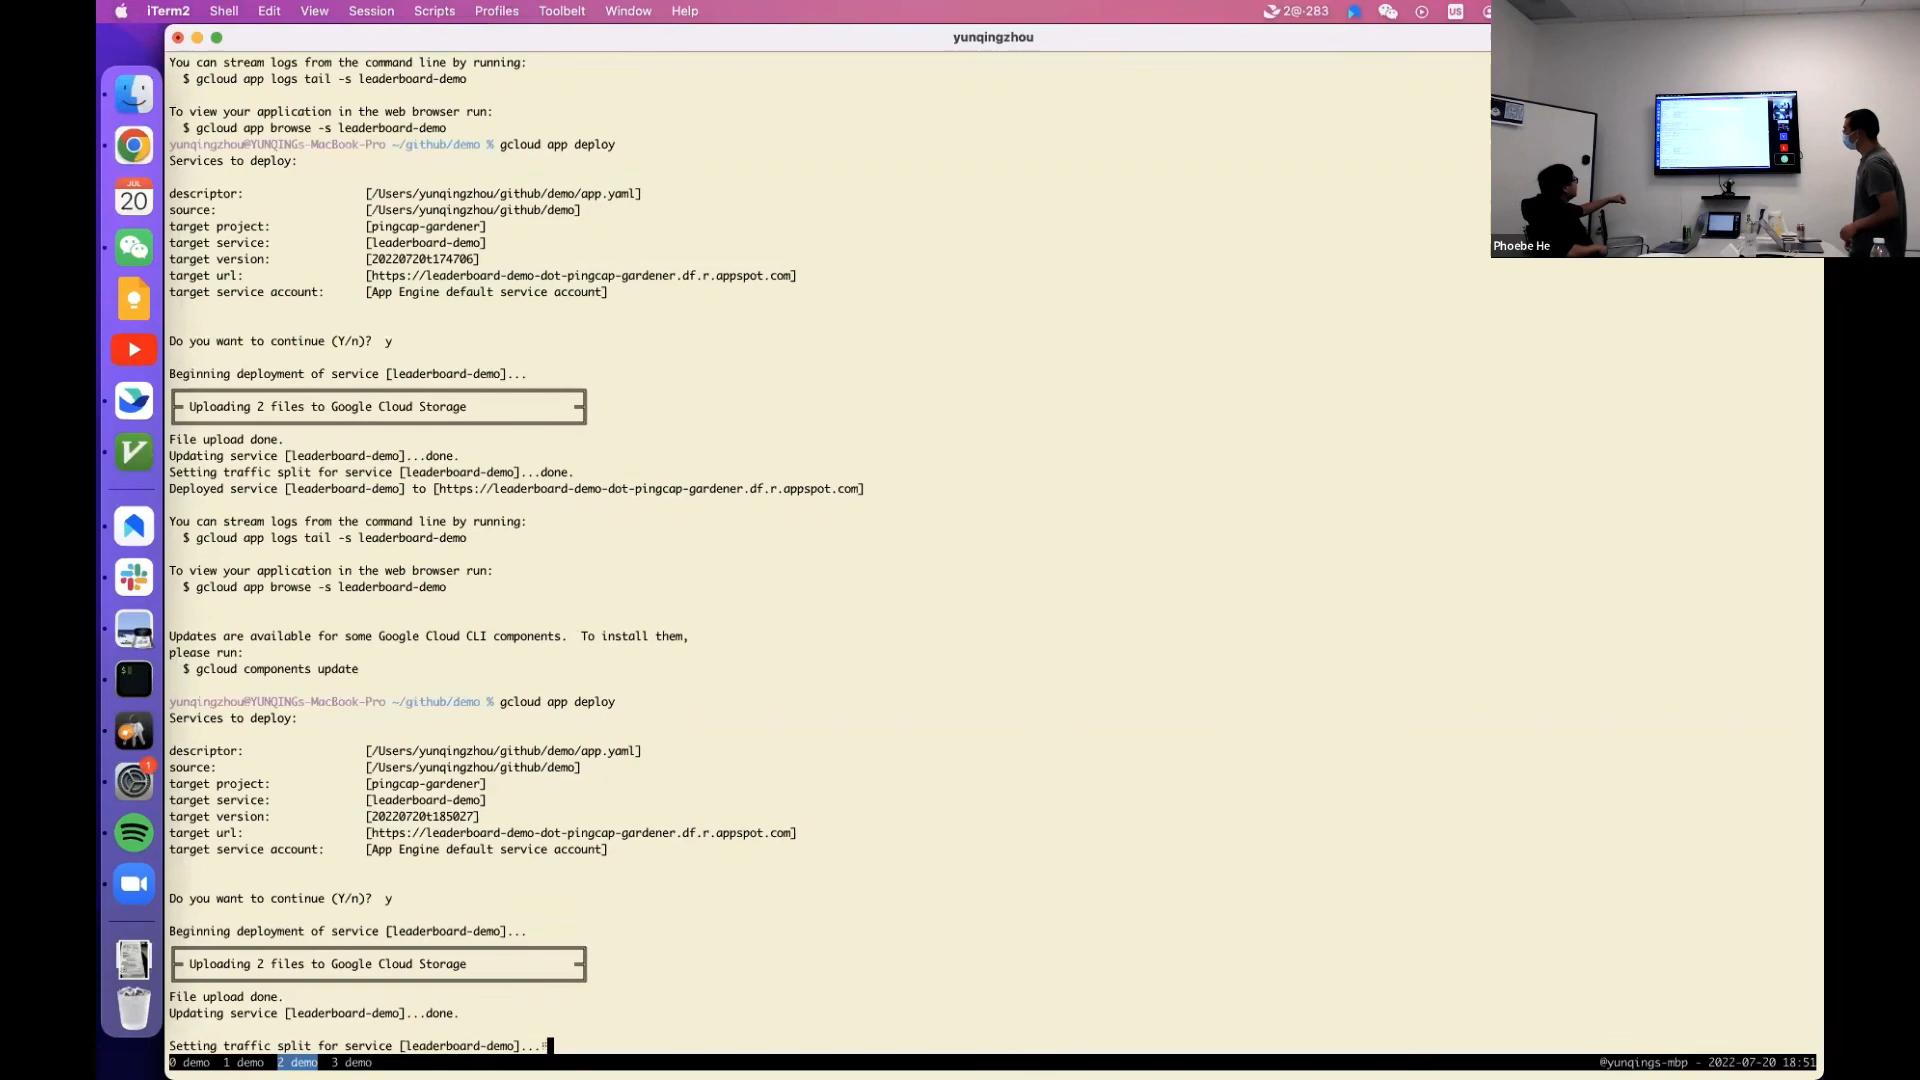 iTerm2 Shell Edit View Session Scripts Profiles Toolbelt Window Help 2@·283 US
yunqingzhou
You can stream logs from the command line by running:
$ gcloud app logs tail -s leaderboard-demo
To view your application in the web browser run:
$ gcloud app browse -s leaderboard-demo
yunqingzhou@YUNQINGs-MacBook-Pro ~/github/demo % gcloud app deploy
Services to deploy:
descriptor: [/Users/yunqingzhou/github/demo/app.yaml]
source: [/Users/yunqingzhou/github/demo]
target project: [pingcap-gardener]
target service: [leaderboard-demo]
target version: [20220720t174706]
target url: [https://leaderboard-demo-dot-pingcap-gardener.df.r.appspot.com]
target service account: [App Engine default service account]
Do you want to continue (Y/n)? y
Beginning deployment of service [leaderboard-demo]...
Uploading 2 files to Google Cloud Storage
File upload done.
Updating service [leaderboard-demo]...done.
Setting traffic split for service [leaderboard-demo]...done.
Deployed service [leaderboard-demo] to [https://leaderboard-demo-dot-pingcap-gardener.df.r.appspot.com]
You can stream logs from the command line by running:
$ gcloud app logs tail -s leaderboard-demo
To view your application in the web browser run:
$ gcloud app browse -s leaderboard-demo
Updates are available for some Google Cloud CLI components. To install them,
please run:
$ gcloud components update
yunqingzhou@YUNQINGs-MacBook-Pro ~/github/demo % gcloud app deploy
Services to deploy:
descriptor: [/Users/yunqingzhou/github/demo/app.yaml]
source: [/Users/yunqingzhou/github/demo]
target project: [pingcap-gardener]
target service: [leaderboard-demo]
target version: [20220720t185027]
target url: [https://leaderboard-demo-dot-pingcap-gardener.df.r.appspot.com]
target service account: [App Engine default service account]
Do you want to continue (Y/n)? y
Beginning deployment of service [leaderboard-demo]...
Uploading 2 files to Google Cloud Storage
File upload done.
Updating service [leaderboard-demo]...done.
Setting traffic split for service [leaderboard-demo]...
0 demo 1 demo 2 demo 3 demo @yunqings-mbp - 2022-07-20 18:51
JUL
20
1
Phoebe He